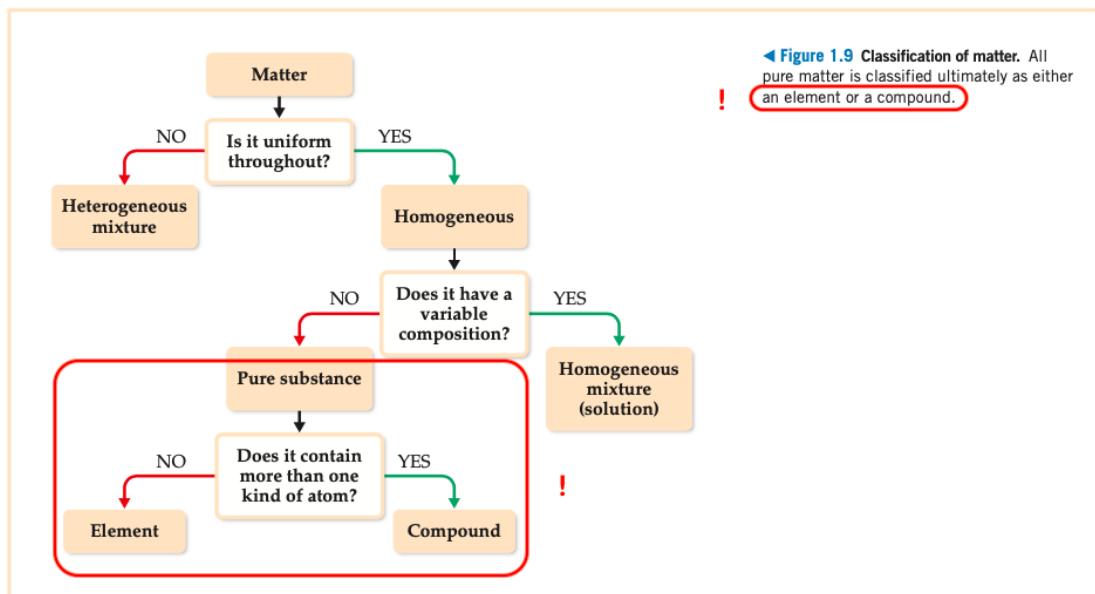 Matter
◄ Figure 1.9 Classification of matter. All
pure matter is classified ultimately as either
! an element or a compound.
NO
YES
Is it uniform
throughout?
Heterogeneous
mixture
Homogeneous
NO
YES
Does it have a
variable
composition?
Pure substance
Homogeneous
mixture
(solution)
NO
YES
Does it contain
more than one
kind of atom?
!
Element
Compound